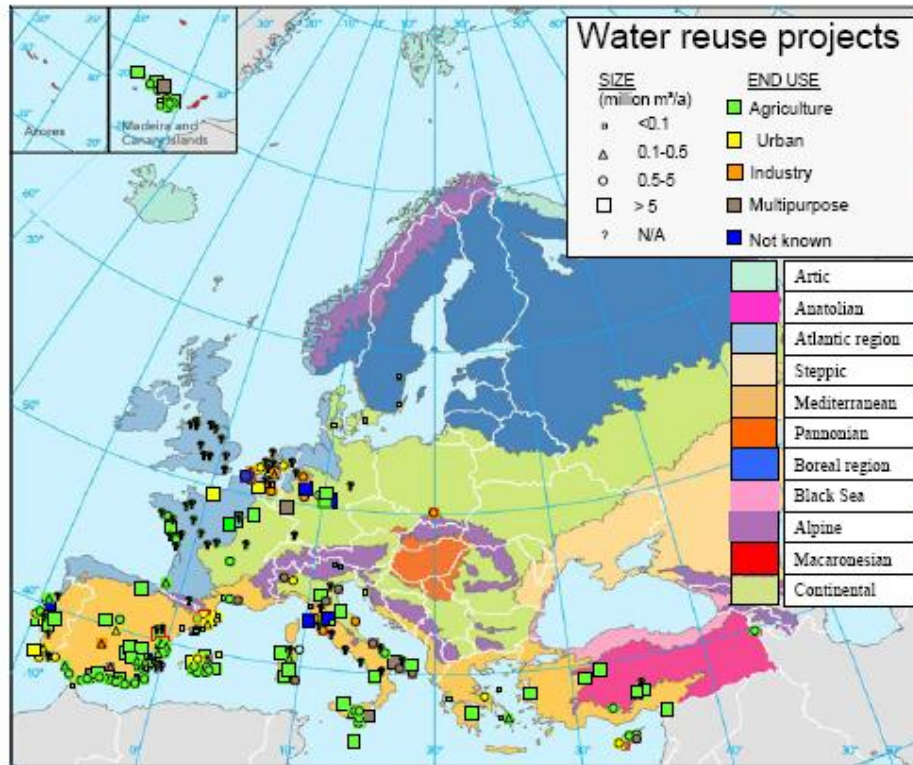 Water reuse projects
SIZE
(million m³/a)
<0.1
0.1-0.5
0.5-5
> 5
N/A
END USE
Agriculture
Urban
Industry
Multipurpose
Not known
Artic
Anatolian
Atlantic region
Steppic
Mediterranean
Pannonian
Boreal region
Black Sea
Alpine
Macaronesian
Continental
Azores
Madeira and
Canary Islands